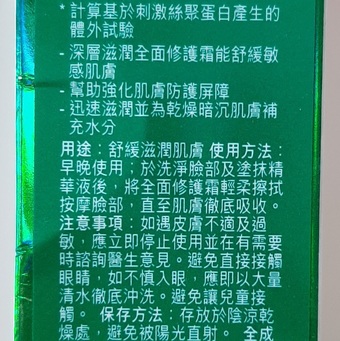 * 計算基於刺激絲聚蛋白產生的
體外試驗
- 深層滋潤全面修護霜能舒緩敏
感肌膚
- 幫助強化肌膚防護屏障
- 迅速滋潤並為乾燥暗沉肌膚補
充水分
用途：舒緩滋潤肌膚 使用方法：
早晚使用；於洗淨臉部及塗抹精
華液後，將全面修護霜輕柔擦拭
按摩臉部，直至肌膚徹底吸收。
注意事項：如遇皮膚不適及過
敏，應立即停止使用並在有需要
時諮詢醫生意見。避免直接接觸
眼睛，如不慎入眼，應即以大量
清水徹底沖洗。避免讓兒童接
觸。 保存方法：存放於陰涼乾
燥處，避免被陽光直射。 全成